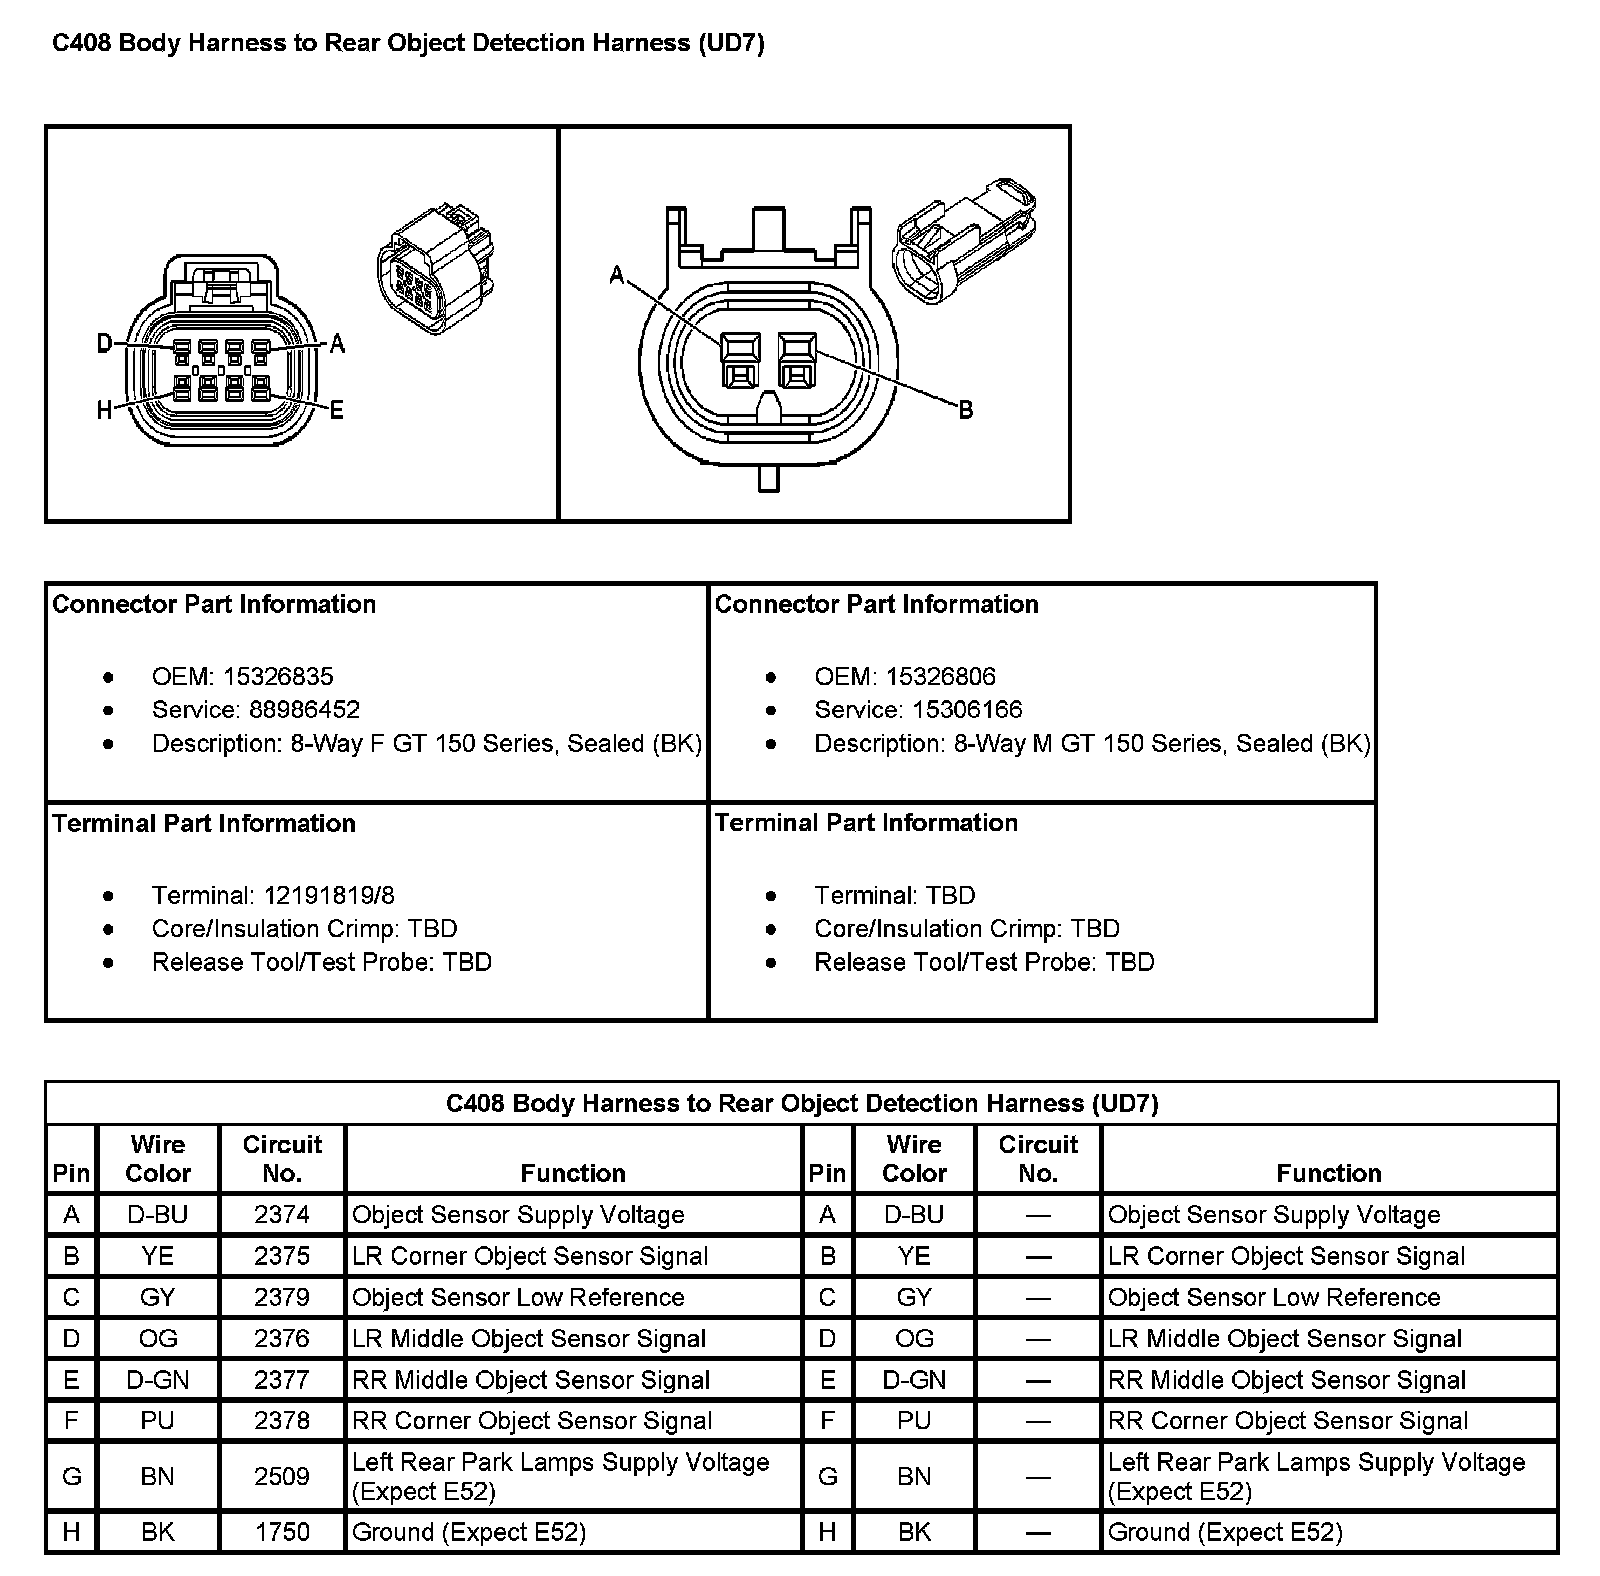 C408 Body Harness to Rear Object Detection Harness (UD7)
D
A
H
E
A
B
Connector Part Information
• OEM: 15326835
• Service: 88986452
• Description: 8-Way F GT 150 Series, Sealed (BK)
Connector Part Information
• OEM: 15326806
• Service: 15306166
• Description: 8-Way M GT 150 Series, Sealed (BK)
Terminal Part Information
• Terminal: 12191819/8
• Core/Insulation Crimp: TBD
• Release Tool/Test Probe: TBD
Terminal Part Information
• Terminal: TBD
• Core/Insulation Crimp: TBD
• Release Tool/Test Probe: TBD
C408 Body Harness to Rear Object Detection Harness (UD7)
Pin Wire Color Circuit No. Function Pin Wire Color Circuit No. Function
A D-BU 2374 Object Sensor Supply Voltage A D-BU — Object Sensor Supply Voltage
B YE 2375 LR Corner Object Sensor Signal B YE — LR Corner Object Sensor Signal
C GY 2379 Object Sensor Low Reference C GY — Object Sensor Low Reference
D OG 2376 LR Middle Object Sensor Signal D OG — LR Middle Object Sensor Signal
E D-GN 2377 RR Middle Object Sensor Signal E D-GN — RR Middle Object Sensor Signal
F PU 2378 RR Corner Object Sensor Signal F PU — RR Corner Object Sensor Signal
G BN 2509 Left Rear Park Lamps Supply Voltage (Expect E52) G BN — Left Rear Park Lamps Supply Voltage (Expect E52)
H BK 1750 Ground (Expect E52) H BK — Ground (Expect E52)